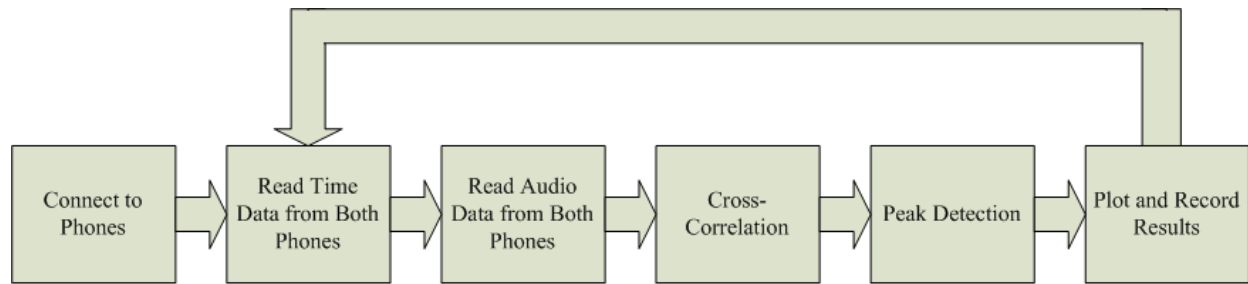 Connect to
Phones
Read Time
Data from Both
Phones
Read Audio
Data from Both
Phones
Cross-
Correlation
Peak Detection
Plot and Record
Results